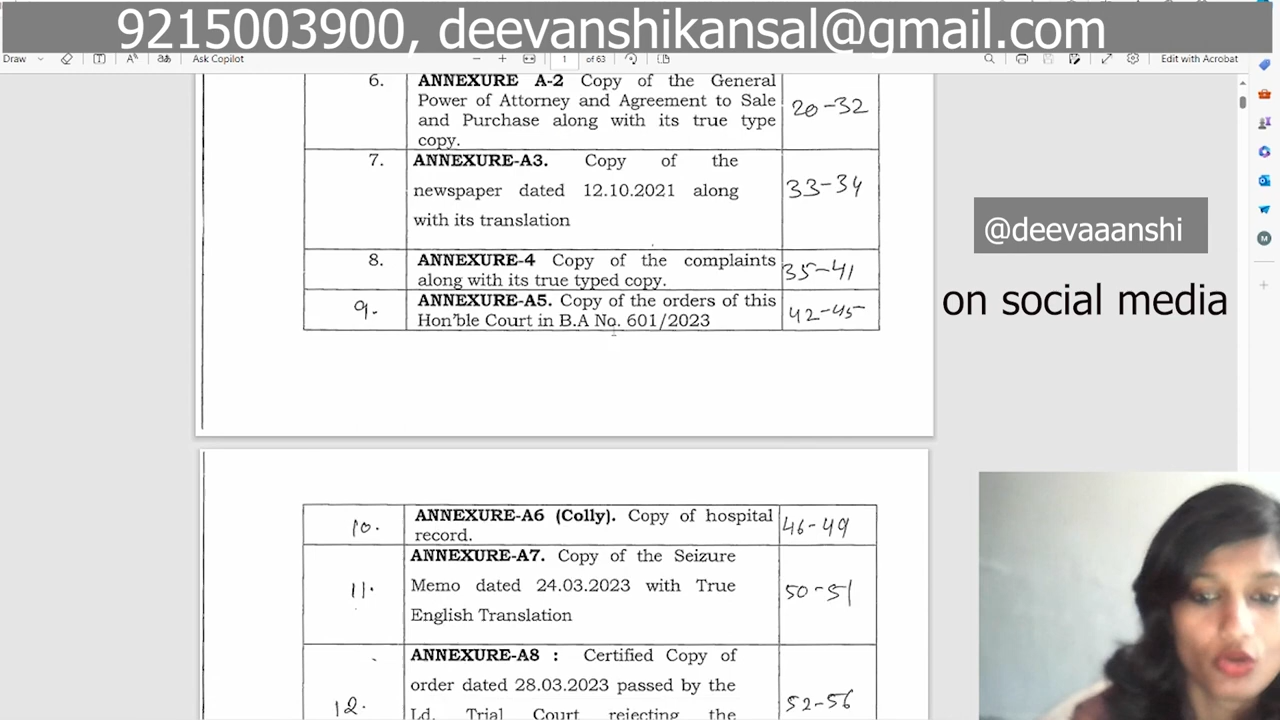 9215003900, deevanshikansal@gmail.com
Draw
Ask Copilot
1 of 63
Edit with Acrobat
6. ANNEXURE A-2 Copy of the General 20-32
Power of Attorney and Agreement to Sale
and Purchase along with its true type
copy.
7. ANNEXURE-A3. Copy of the 33-34
newspaper dated 12.10.2021 along
with its translation
8. ANNEXURE-4 Copy of the complaints 35-41
along with its true typed copy.
9. ANNEXURE-A5. Copy of the orders of this 42-45
Hon'ble Court in B.A No. 601/2023
@deevaaanshi
on social media
10. ANNEXURE-A6 (Colly). Copy of hospital 46-49
record.
11. ANNEXURE-A7. Copy of the Seizure 50-51
Memo dated 24.03.2023 with True
English Translation
12. ANNEXURE-A8 : Certified Copy of 52-56
order dated 28.03.2023 passed by the
Ld. Trial Court rejecting the